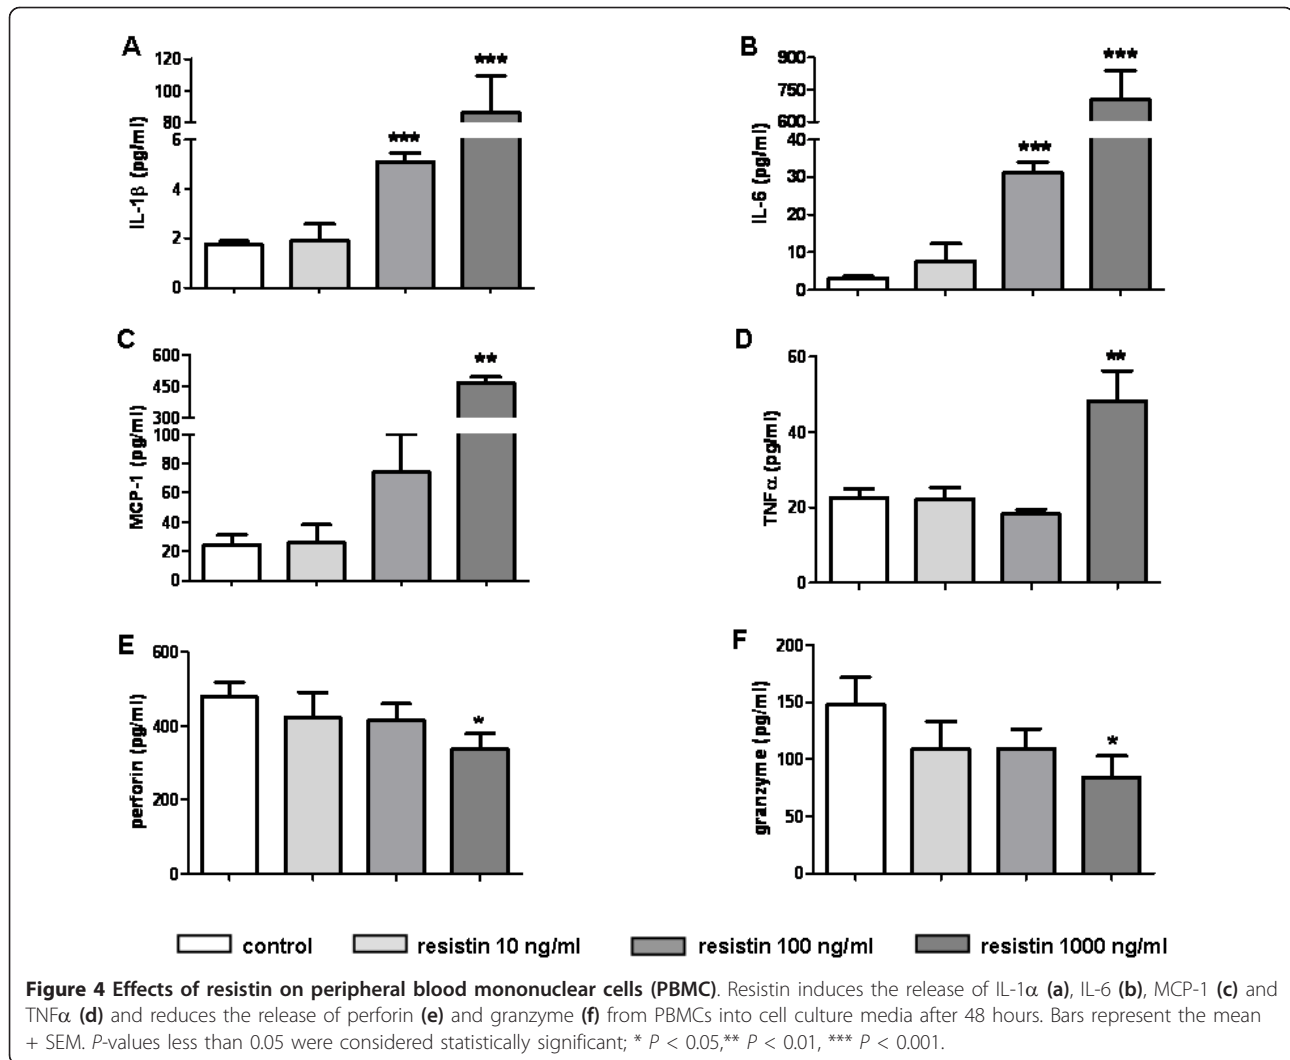 A
120
***
100
80
6
***
4
2
0
IL-1β (pg/ml)
B
900
***
750
600
40
***
30
20
10
0
IL-6 (pg/ml)
C
600
**
450
300
100
80
60
40
20
0
MCP-1 (pg/ml)
D
60
**
40
20
0
TNFα (pg/ml)
E
600
400
*
200
0
perforin (pg/ml)
F
200
150
100
*
50
0
granzyme (pg/ml)
control resistin 10 ng/ml resistin 100 ng/ml resistin 1000 ng/ml
Figure 4 Effects of resistin on peripheral blood mononuclear cells (PBMC). Resistin induces the release of IL-1α (a), IL-6 (b), MCP-1 (c) and
TNFα (d) and reduces the release of perforin (e) and granzyme (f) from PBMCs into cell culture media after 48 hours. Bars represent the mean
+ SEM. P-values less than 0.05 were considered statistically significant; * P < 0.05,** P < 0.01, *** P < 0.001.